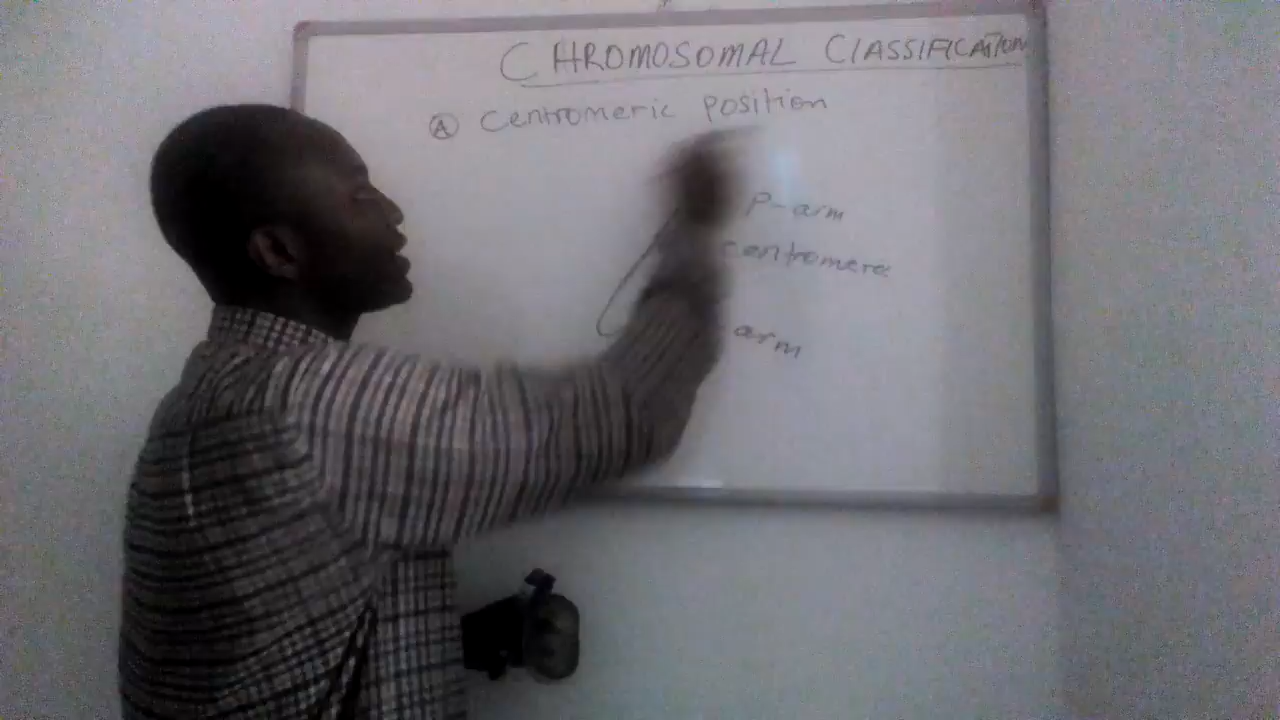 CHROMOSOMAL CLASSIFICATION
A centromeric position
P-arm
centromere
arm